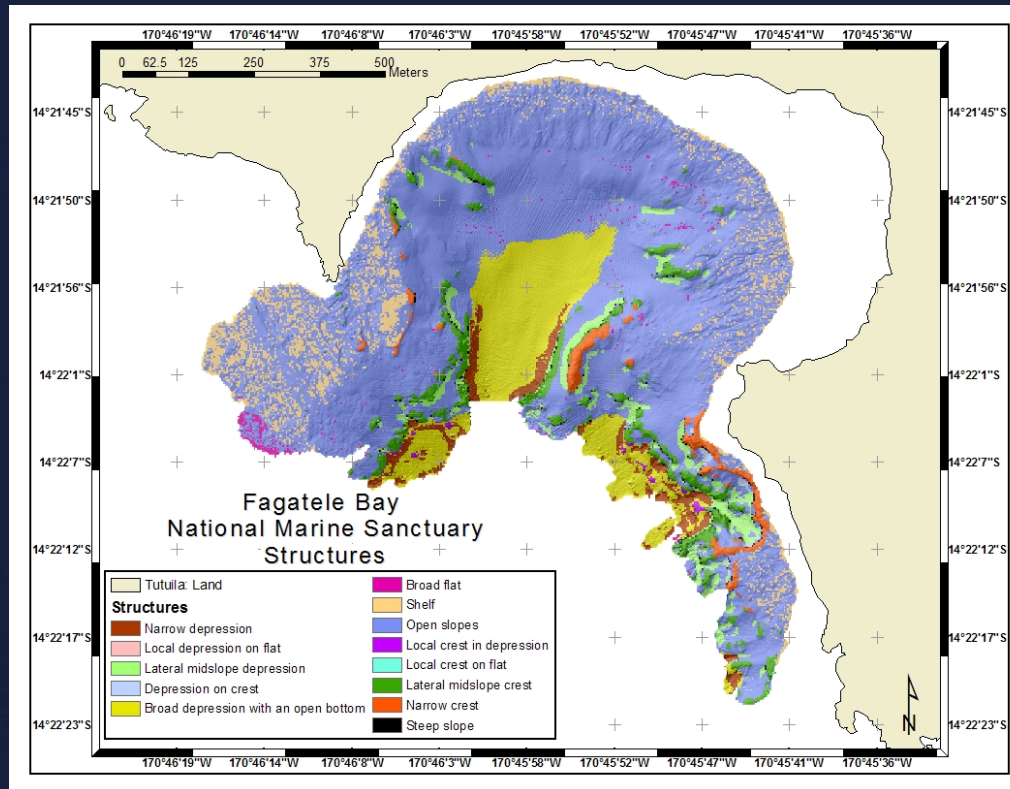 170°46'19"W 170°46'14"W 170°46'8"W 170°46'3"W 170°45'58"W 170°45'52"W 170°45'47"W 170°45'41"W 170°45'36"W
0 62.5 125 250 375 500
Meters
14°21'45"S 14°21'45"S
14°21'50"S 14°21'50"S
14°21'56"S 14°21'56"S
14°22'1"S 14°22'1"S
14°22'7"S 14°22'7"S
Fagatele Bay
National Marine Sanctuary
Structures
14°22'12"S 14°22'12"S
14°22'17"S 14°22'17"S
14°22'23"S 14°22'23"S
Tutuila: Land
Structures
Narrow depression
Local depression on flat
Lateral midslope depression
Depression on crest
Broad depression with an open bottom
Broad flat
Shelf
Open slopes
Local crest in depression
Local crest on flat
Lateral midslope crest
Narrow crest
Steep slope
N
170°46'19"W 170°46'14"W 170°46'8"W 170°46'3"W 170°45'58"W 170°45'52"W 170°45'47"W 170°45'41"W 170°45'36"W